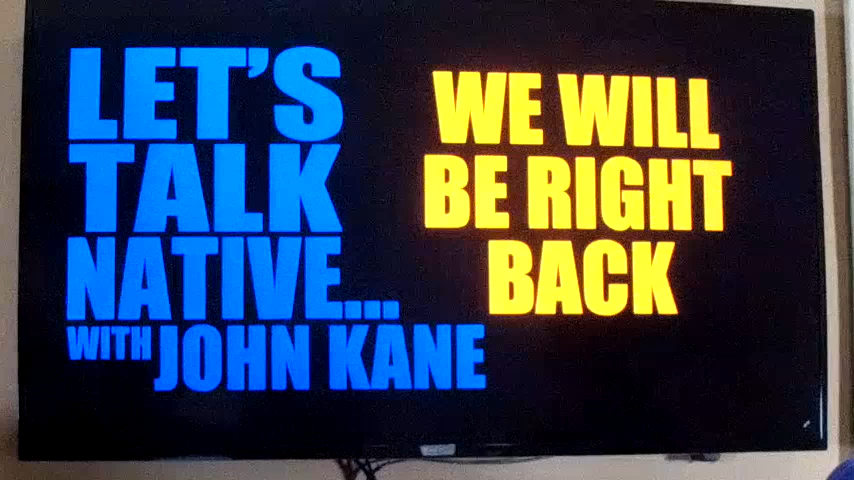 LET'S
TALK
NATIVE...
WITH JOHN KANE
WE WILL
BE RIGHT
BACK